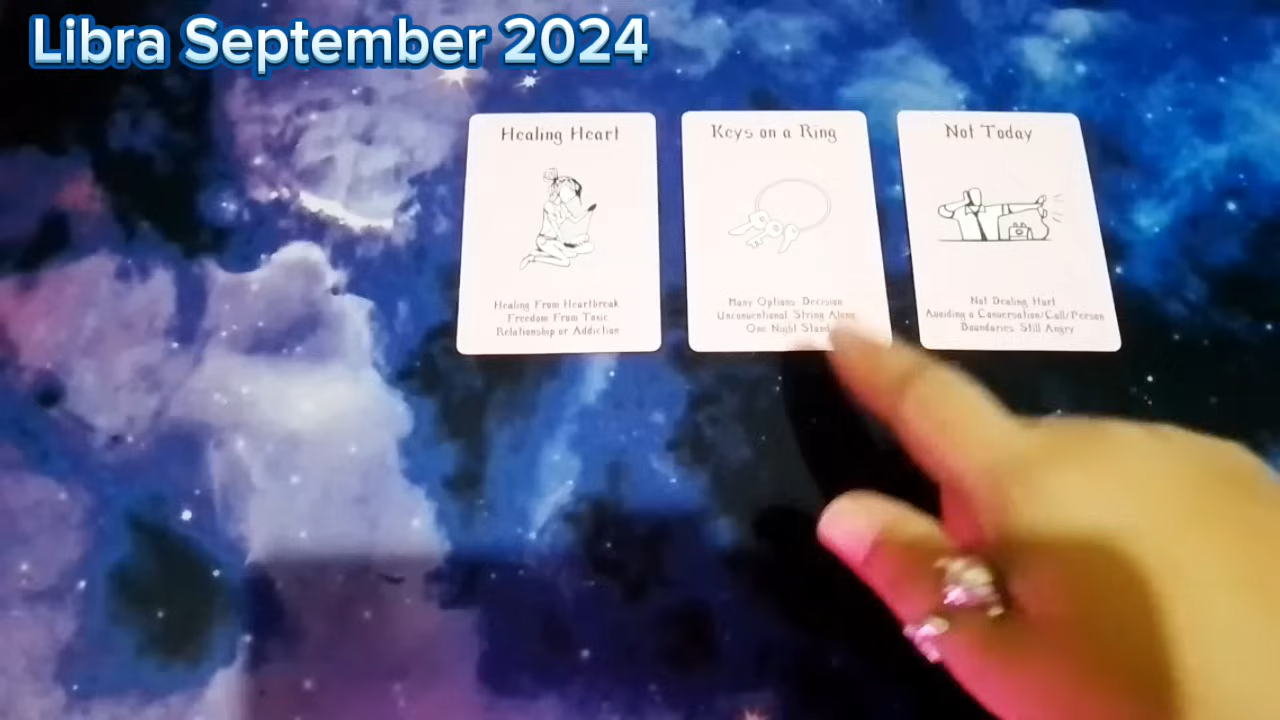 Libra September 2024
Healing Heart
Healing From Heartbreak
Freedom From Toxic
Relationship or Addiction
Keys on a Ring
Many Options Decision
Unconventional String Along
One Night Stand
Not Today
Not Dealing Hurt
Avoiding a Conversation/Call/Person
Boundaries Still Angry